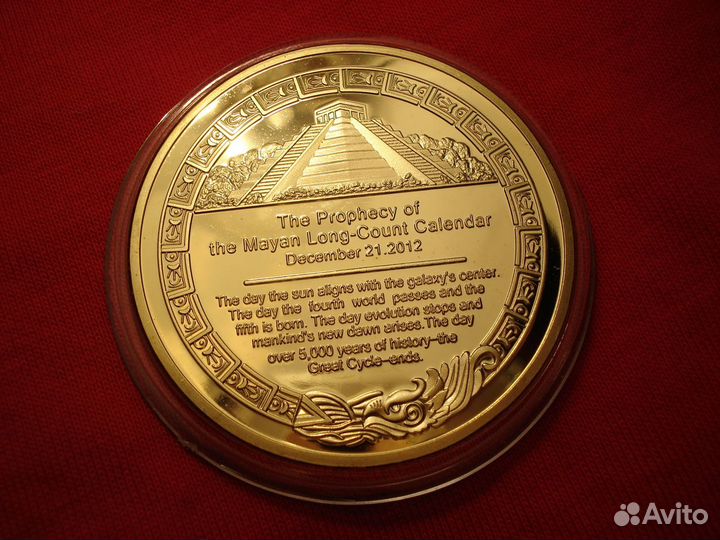 The Prophecy of
the Mayan Long-Count Calendar
December 21.2012
The day the sun aligns with the galaxy's center.
The day the fourth world passes and the
fifth is born. The day evolution stops and
mankind's new dawn arises.The day
over 5,000 years of history-the
Great Cycle-ends.
Avito